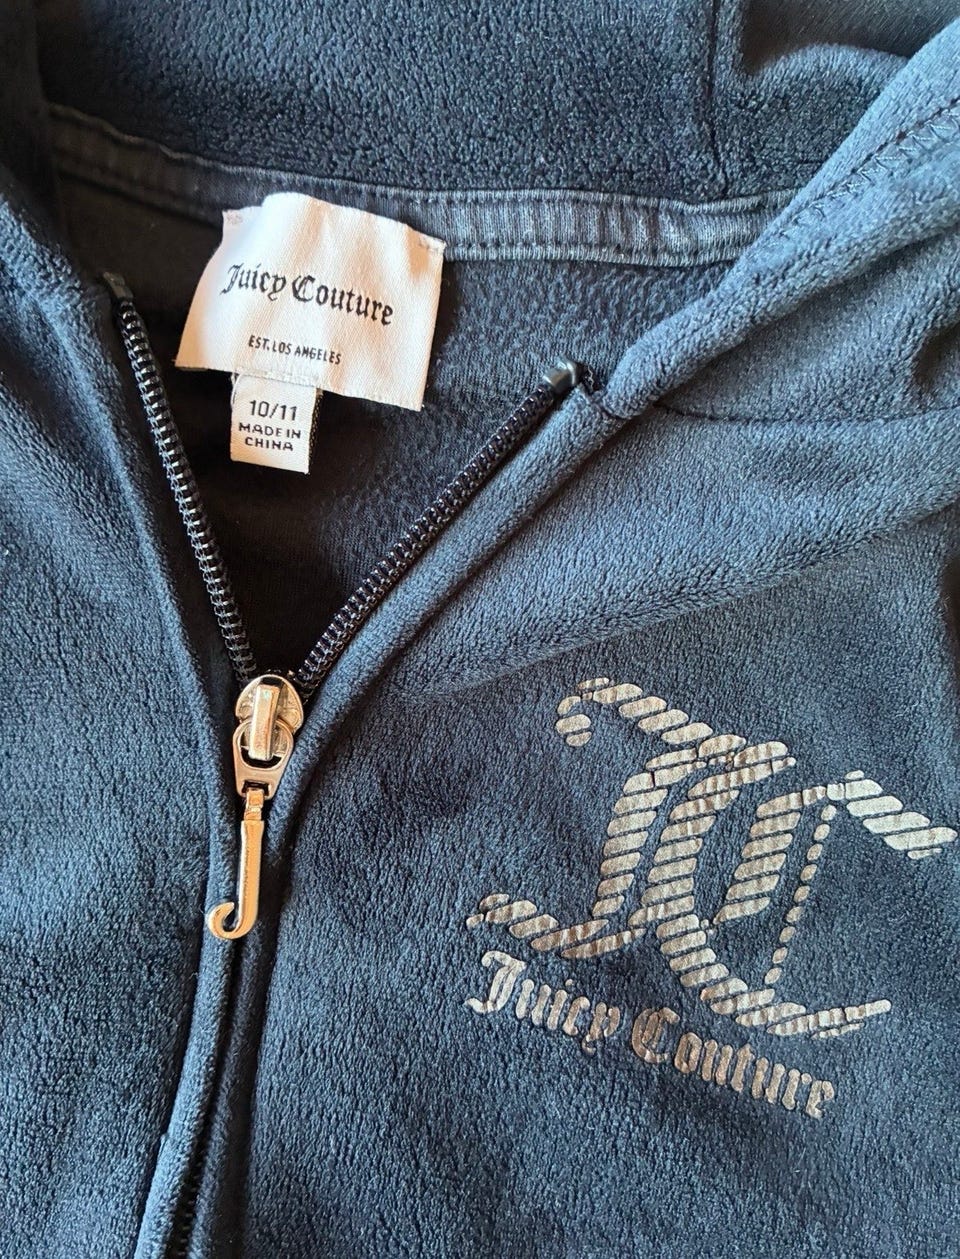 Juicy Couture
EST. LOS ANGELES
10/11
MADE IN
CHINA
JC
Juicy Couture